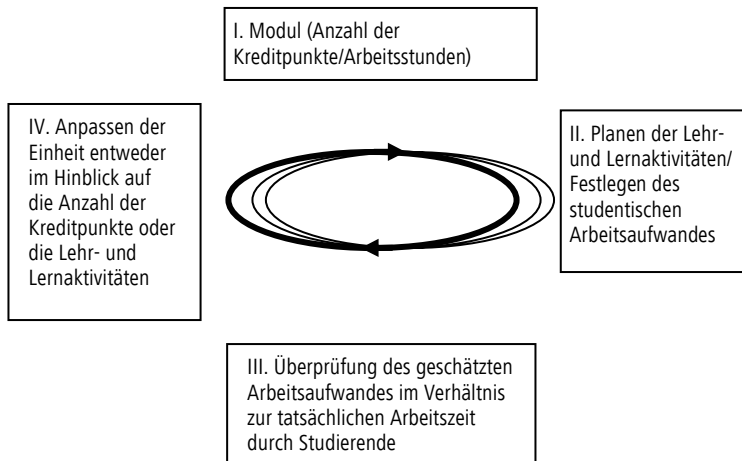 I. Modul (Anzahl der
Kreditpunkte/Arbeitsstunden)
II. Planen der Lehr-
und Lernaktivitäten/
Festlegen des
studentischen
Arbeitsaufwandes
III. Überprüfung des geschätzten
Arbeitsaufwandes im Verhältnis
zur tatsächlichen Arbeitszeit
durch Studierende
IV. Anpassen der
Einheit entweder
im Hinblick auf
die Anzahl der
Kreditpunkte oder
die Lehr- und
Lernaktivitäten